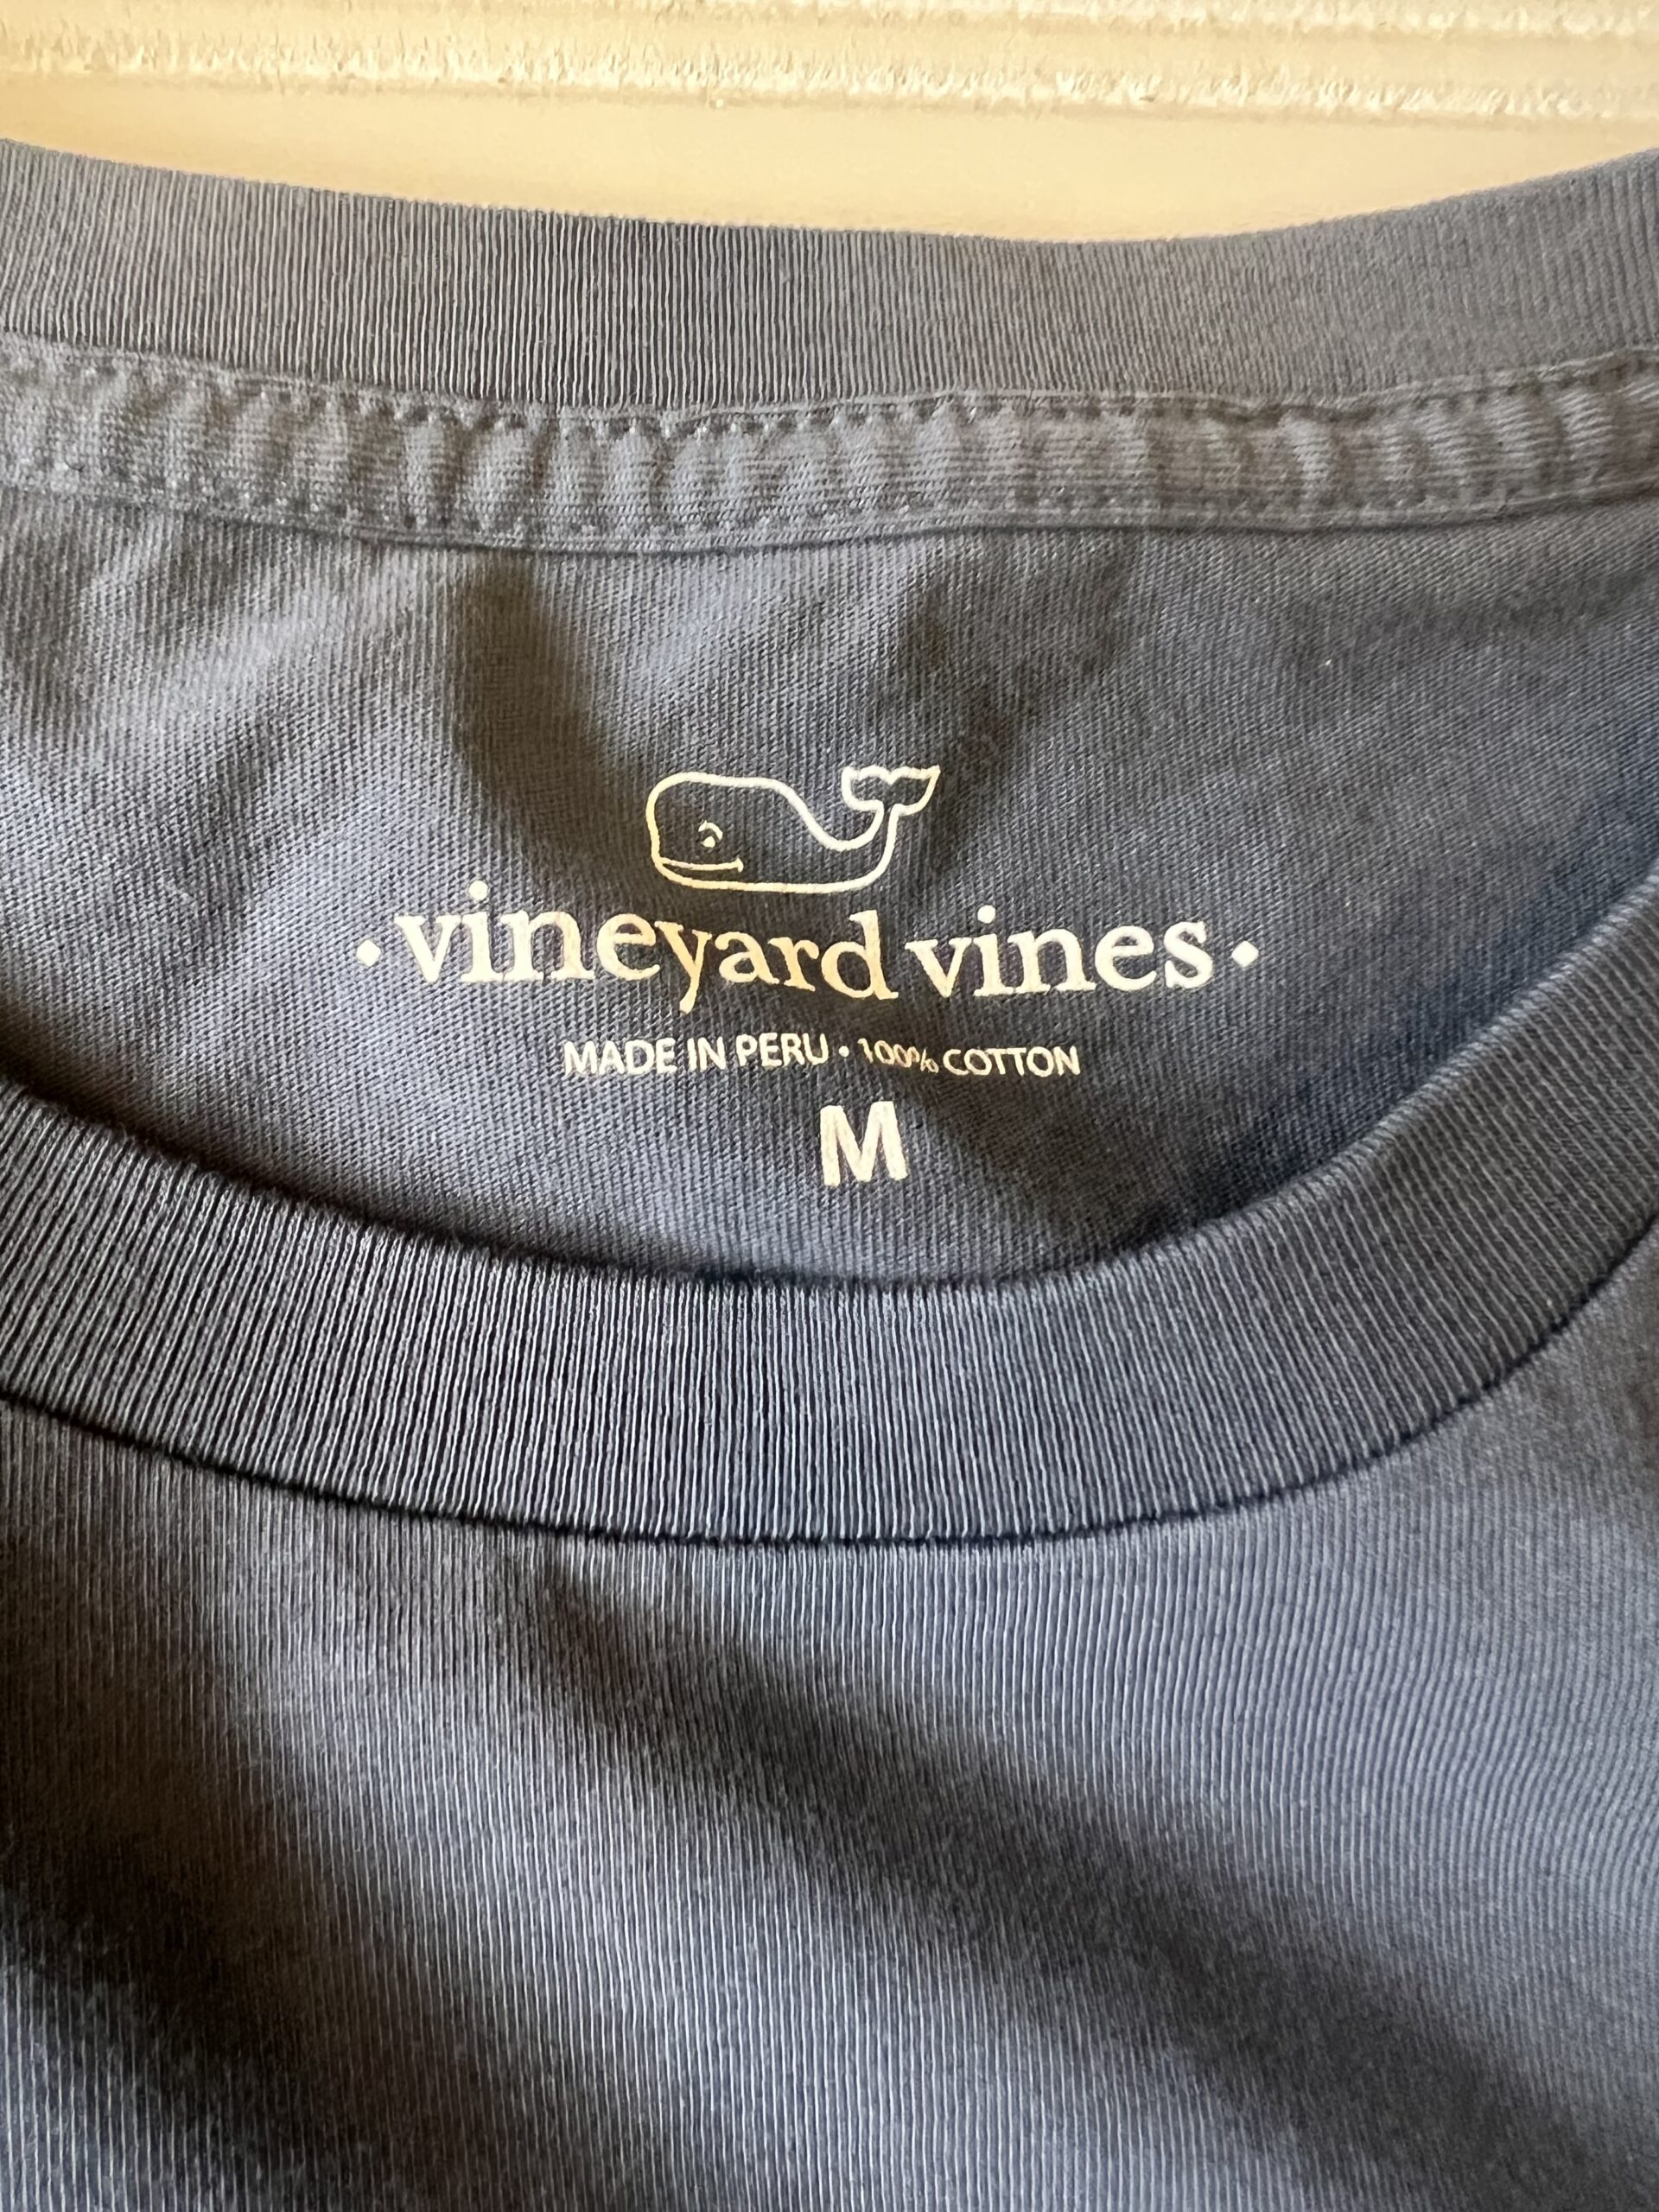 • vineyard vines •
MADE IN PERU • 100% COTTON
M